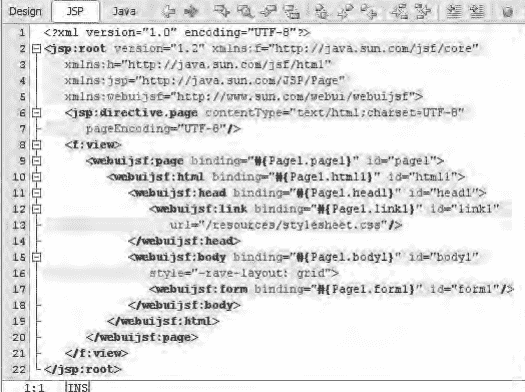 Design JSP Java
1 <?xml version="1.0" encoding="UTF-8"?>
2 <jsp:root version="1.2" xmlns:f="http://java.sun.com/jsf/core"
3 xmlns:h="http://java.sun.com/jsf/html"
4 xmlns:jsp="http://java.sun.com/JSP/Page"
5 xmlns:webuijsf="http://www.sun.com/webui/webuijsf">
6 <jsp:directive.page contentType="text/html;charset=UTF-8"
7 pageEncoding="UTF-8"/>
8 <f:view>
9 <webuijsf:page binding="#{Page1.page1}" id="page1">
10 <webuijsf:html binding="#{Page1.html1}" id="html1">
11 <webuijsf:head binding="#{Page1.head1}" id="head1">
12 <webuijsf:link binding="#{Page1.link1}" id="link1"
13 url="/resources/stylesheet.css"/>
14 </webuijsf:head>
15 <webuijsf:body binding="#{Page1.body1}" id="body1"
16 style="-rave-layout: grid">
17 <webuijsf:form binding="#{Page1.form1}" id="form1"/>
18 </webuijsf:body>
19 </webuijsf:html>
20 </webuijsf:page>
21 </f:view>
22 </jsp:root>
1:1 INS